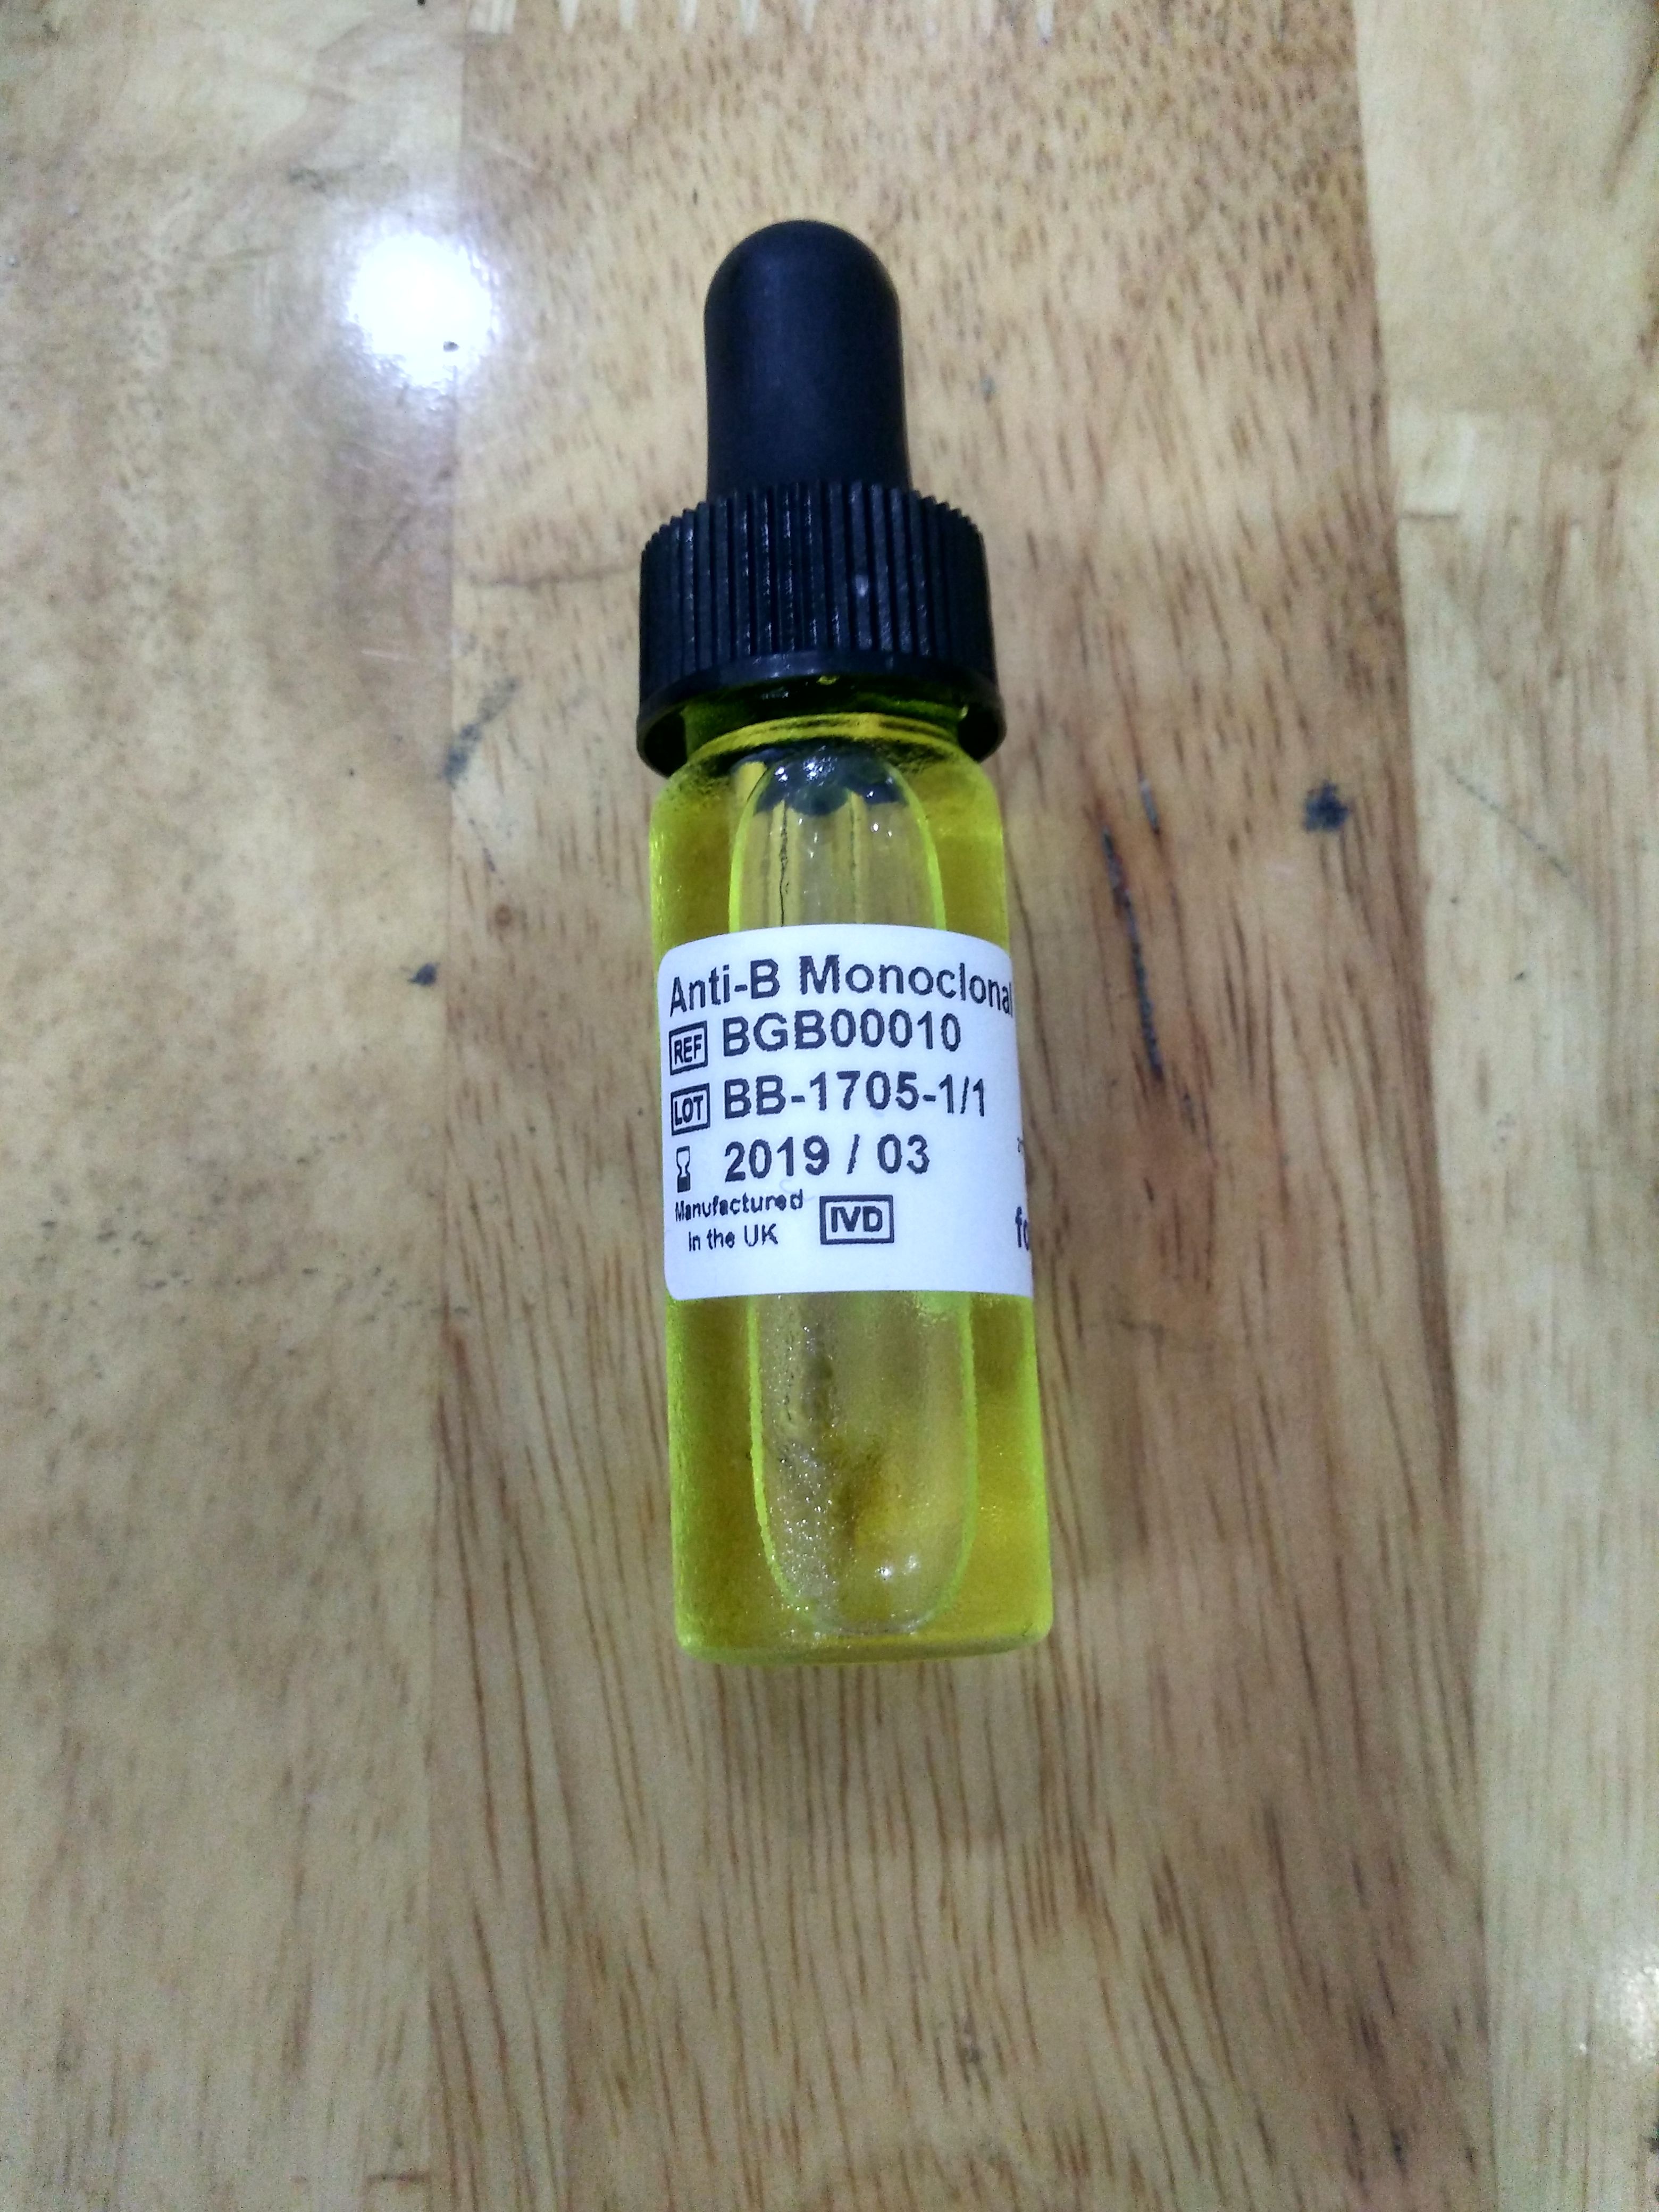 Anti-B Monoclonal
REF BGB00010
LOT BB-1705-1/1
2019 / 03
Manufactured
in the UK
IVD